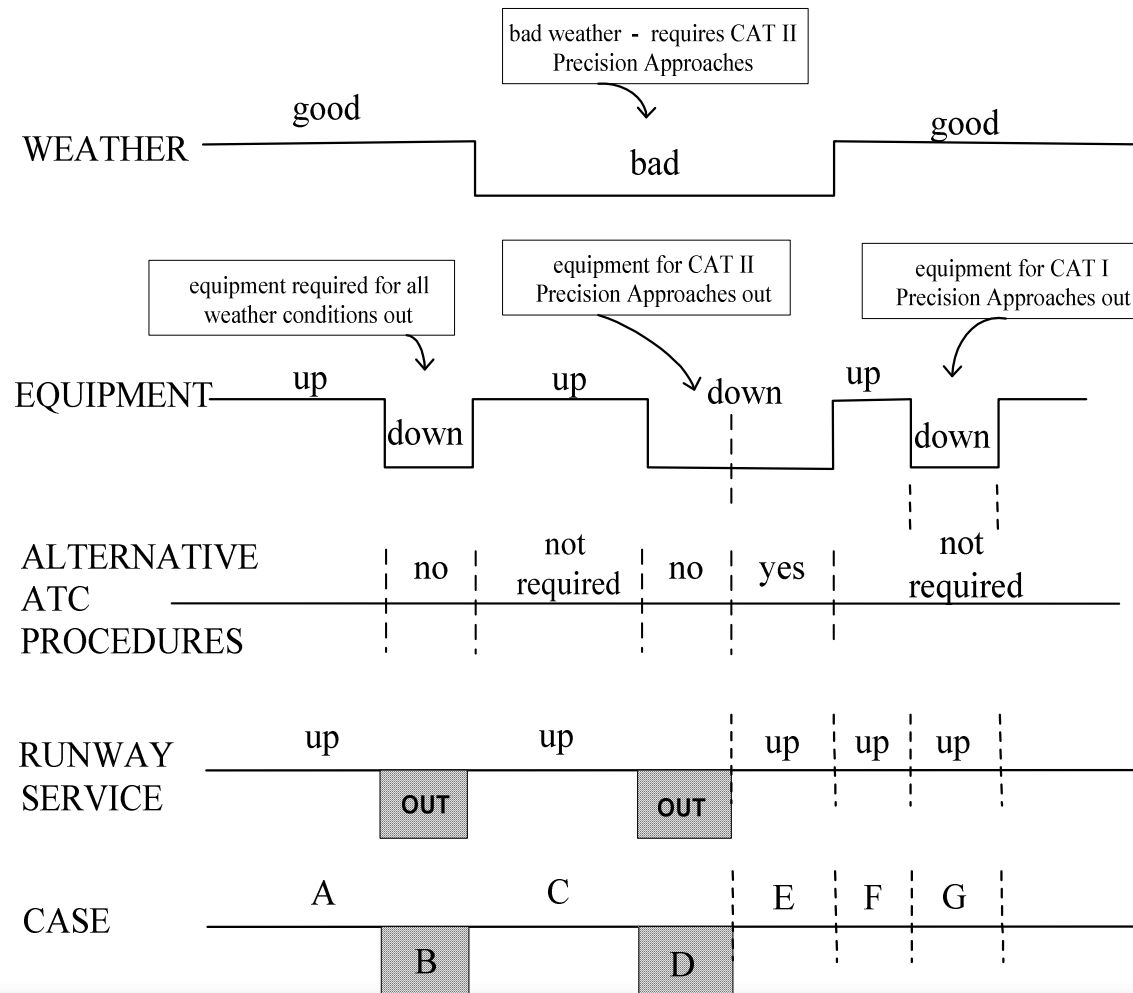 bad weather - requires CAT II
Precision Approaches
good
good
WEATHER
bad
equipment required for all
weather conditions out
equipment for CAT II
Precision Approaches out
equipment for CAT I
Precision Approaches out
EQUIPMENT
up
down
up
down
up
down
ALTERNATIVE
ATC
PROCEDURES
no
not
required
no
yes
not
required
RUNWAY
SERVICE
up
OUT
up
OUT
up
up
up
CASE
A
B
C
D
E
F
G